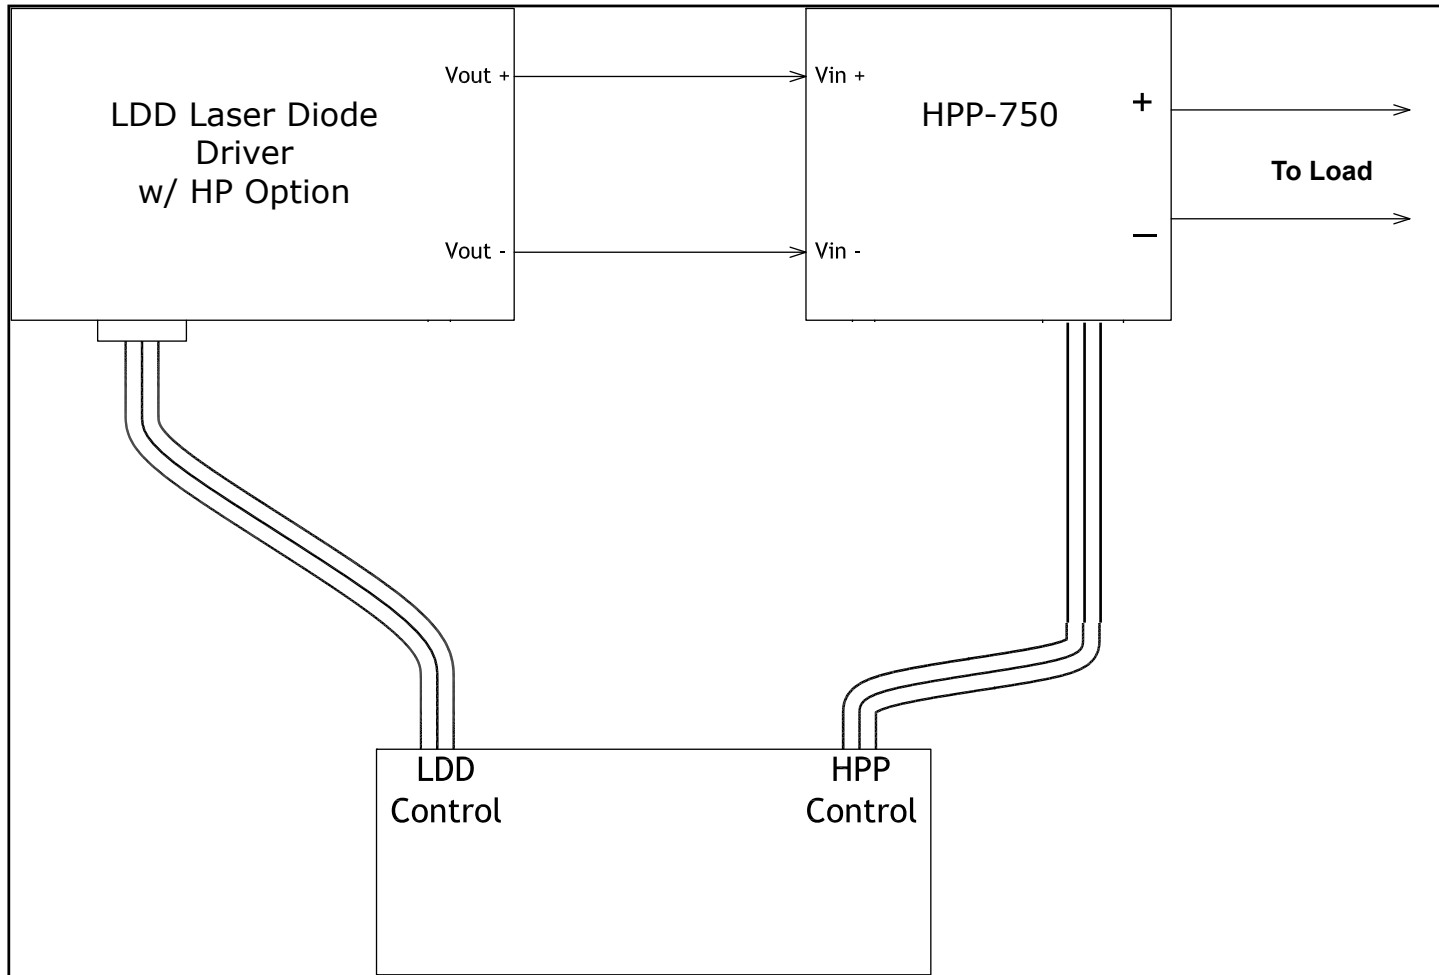 Vout +
LDD Laser Diode
Driver
w/ HP Option
Vout -
Vin +
HPP-750
Vin -
+
−
To Load
LDD
Control
HPP
Control